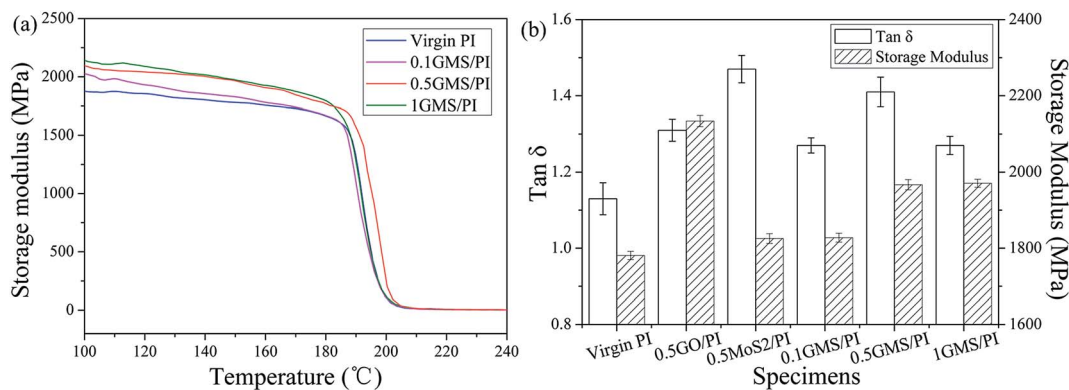 (a)
2500
2000
1500
1000
500
0
Storage modulus (MPa)
Virgin PI
0.1GMS/PI
0.5GMS/PI
1GMS/PI
100
120
140
160
180
200
220
240
Temperature (℃)
(b)
1.6
1.4
1.2
1.0
0.8
Tan δ
Tan δ
Storage Modulus
2400
2200
2000
1800
1600
Storage Modulus (MPa)
Virgin PI
0.5GO/PI
0.5MoS2/PI
0.1GMS/PI
0.5GMS/PI
1GMS/PI
Specimens